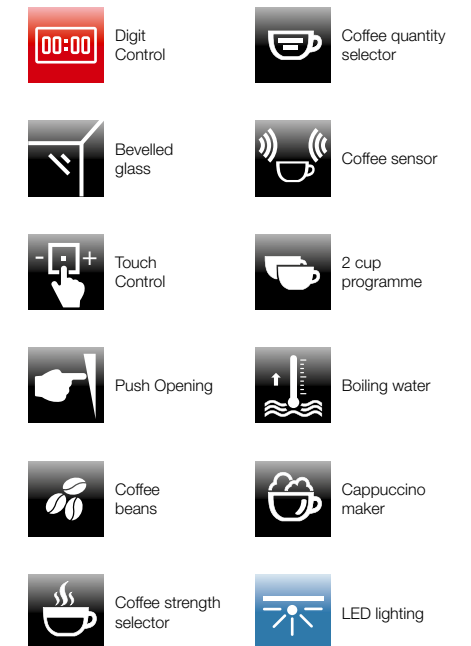 00:00
Digit
Control
Coffee quantity
selector
Bevelled
glass
Coffee sensor
- +
Touch
Control
2 cup
programme
Push Opening
Boiling water
Coffee
beans
Cappuccino
maker
Coffee strength
selector
LED lighting